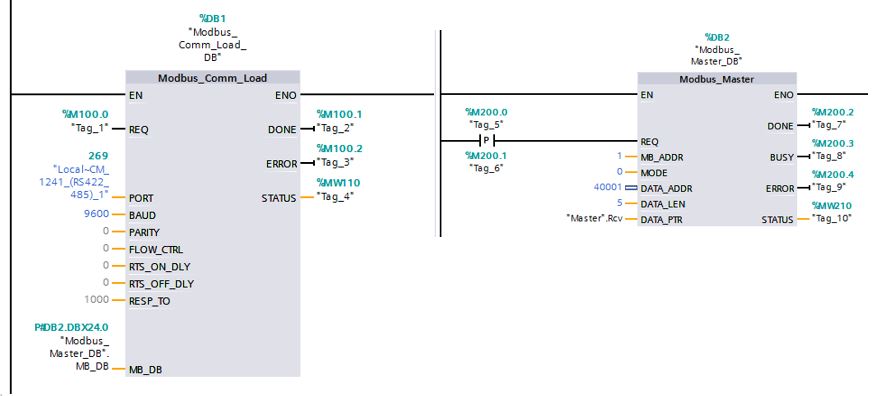 %DB1
"Modbus_
Comm_Load_
DB"
Modbus_Comm_Load
EN
ENO
%M100.0
"Tag_1"
REQ
%M100.1
DONE
"Tag_2"
%M100.2
ERROR
"Tag_3"
269
"Local~CM_
1241_(RS422_
485)_1"
PORT
%MW110
STATUS
"Tag_4"
9600
BAUD
0
PARITY
0
FLOW_CTRL
0
RTS_ON_DLY
0
RTS_OFF_DLY
1000
RESP_TO
P#DB2.DBX24.0
"Modbus_
Master_DB".
MB_DB
MB_DB
%DB2
"Modbus_
Master_DB"
Modbus_Master
EN
ENO
%M200.0
"Tag_5"
P
%M200.1
"Tag_6"
REQ
%M200.2
DONE
"Tag_7"
1
MB_ADDR
%M200.3
BUSY
"Tag_8"
0
MODE
40001
DATA_ADDR
%M200.4
ERROR
"Tag_9"
5
DATA_LEN
"Master".Rcv
DATA_PTR
%MW210
STATUS
"Tag_10"